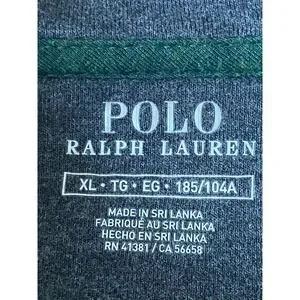 POLO
RALPH LAUREN
XL • TG • EG • 185/104A
MADE IN SRI LANKA
FABRIQUÉ AU SRI LANKA
HECHO EN SRI LANKA
RN 41381 / CA 56658